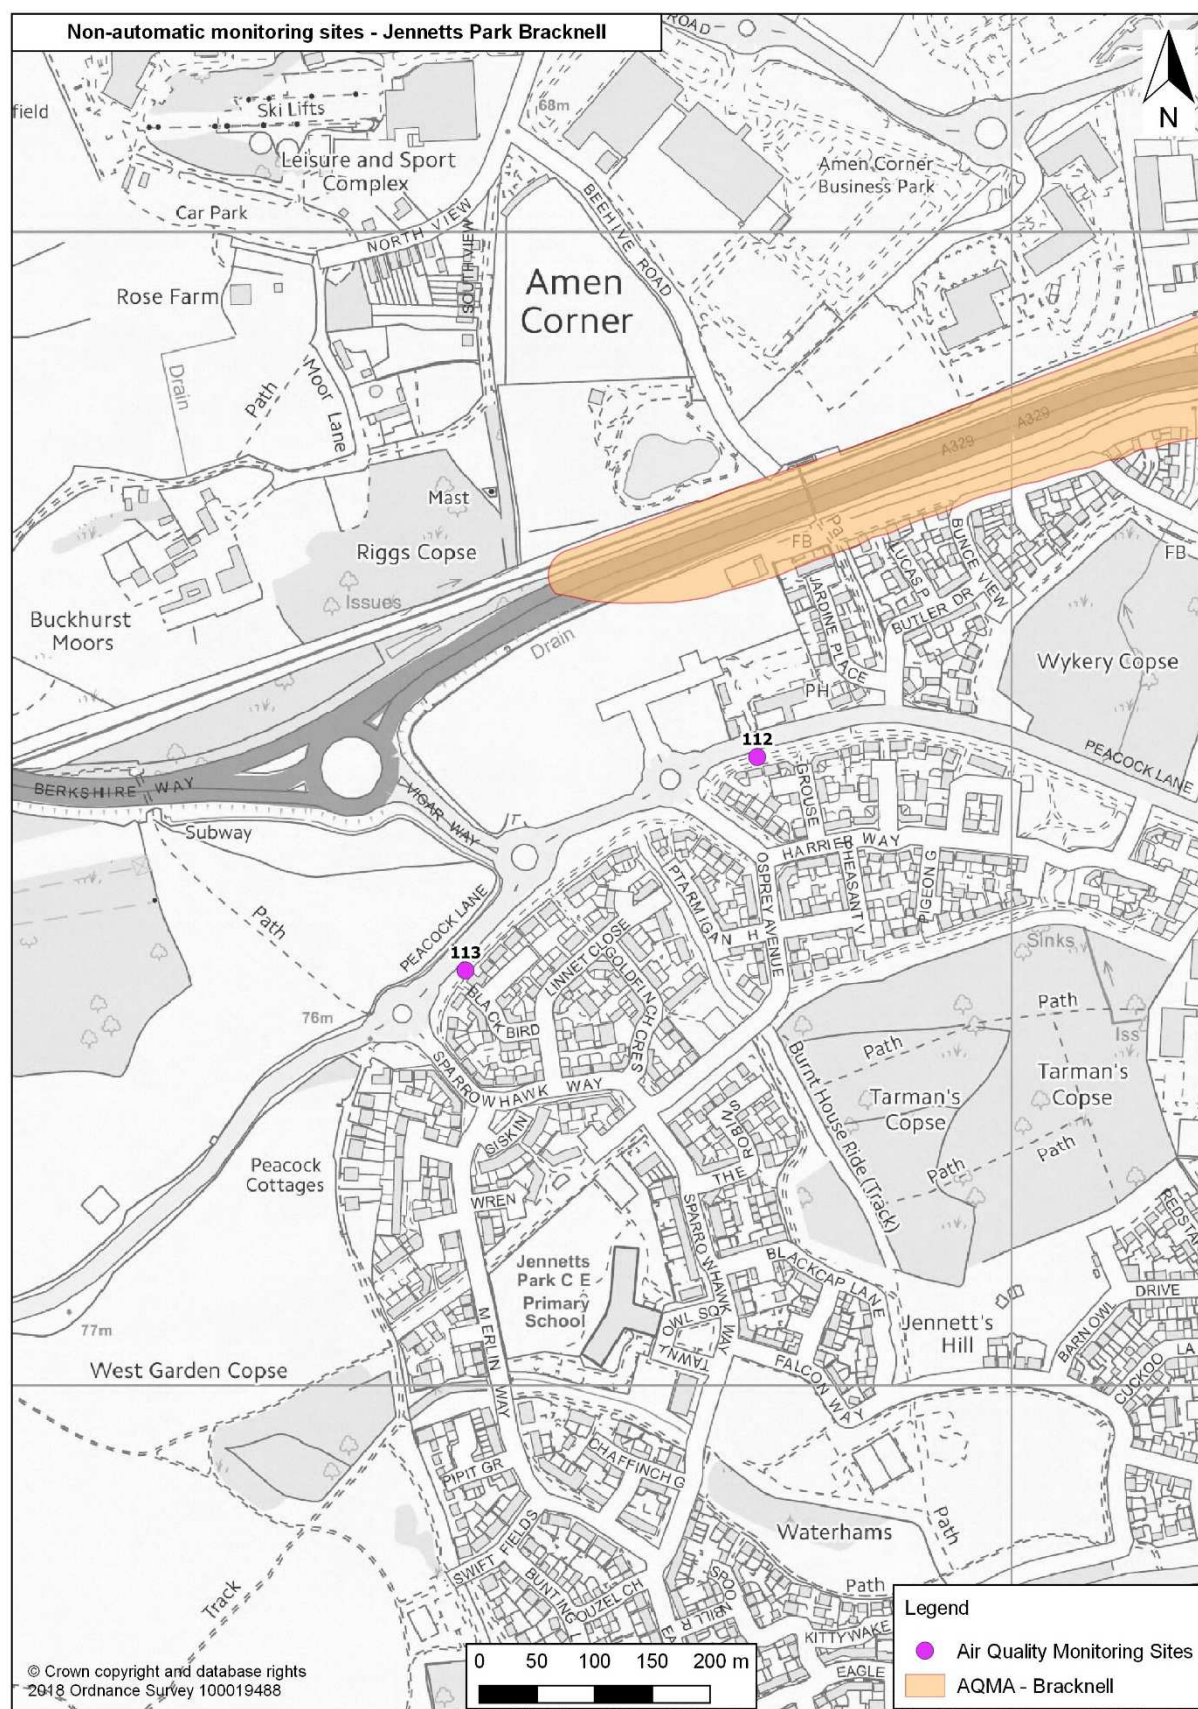 Non-automatic monitoring sites - Jennetts Park Bracknell
ROAD
N
field
Ski Lifts
68m
Leisure and Sport
Complex
Amen Corner
Business Park
Car Park
NORTH VIEW
SOUTH VIEW
BEEHIVE ROAD
Rose Farm
Amen
Corner
Drain
Path
Moor Lane
A329
A329
Mast
Riggs Copse
Path
FB
BUNCE VIEW
LUCAS P
FB
Issues
JARDINE PLACE
BUTLER DR
Buckhurst
Moors
Drain
Wykery Copse
PH
112
PEACOCK LANE
BERKSHIRE WAY
VIGAR WAY
GROUSE
Subway
HARRIER WAY
PHEASANT V
PIGEON G
OSPREY AVENUE
PTARMIGAN H
Path
PEACOCK LANE
LINNET CLOSE
GOLDFINCH CRES
Sinks
113
BLACK BIRD
76m
Path
Iss
Path
SPARROWHAWK WAY
Burnt House Ride (Track)
Tarman's
Copse
Tarman's
Copse
THE ROBINS
SISKIN
Path
Path
Peacock
Cottages
WREN
SPARROWHAWK WAY
REDSTA
Jennetts
Park C E
Primary
School
BLACKCAP LANE
DRIVE
77m
MERLIN WAY
TAWNY OWL SQ
Jennett's
Hill
BARN OWL
CUCKOO LA
West Garden Copse
FALCON WAY
CHAFFINCH G
PIPIT GR
Waterhams
Path
SWIFT FIELDS
BUNTING L
OUZEL CH
SPOONBILL R
Path
Track
EA
KITTYWAKE
EAGLE
Legend
Air Quality Monitoring Sites
AQMA - Bracknell
0 50 100 150 200 m
© Crown copyright and database rights
2018 Ordnance Survey 100019488